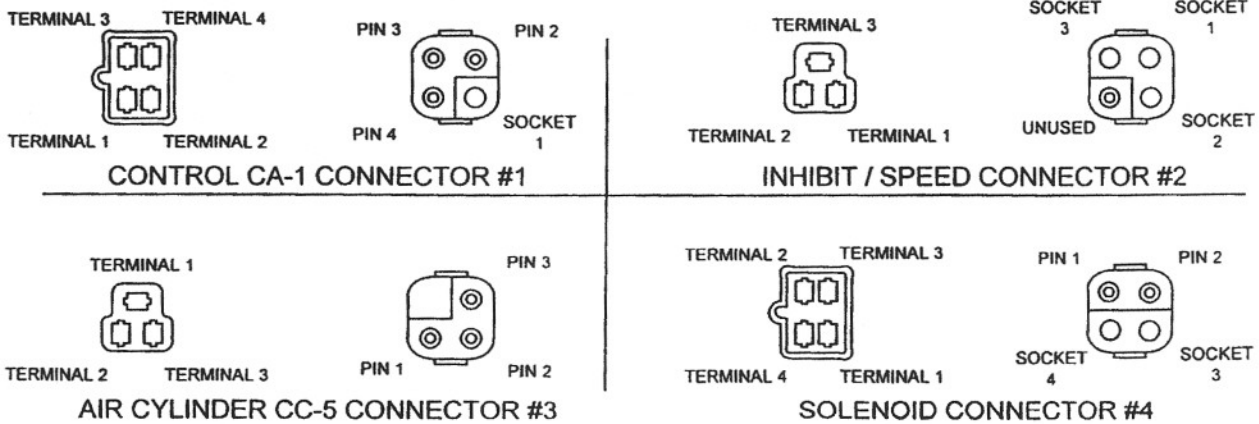 TERMINAL 3 TERMINAL 4
PIN 3 PIN 2
TERMINAL 1 TERMINAL 2
PIN 4 SOCKET
1
CONTROL CA-1 CONNECTOR #1
TERMINAL 3
SOCKET
3
SOCKET
1
TERMINAL 2 TERMINAL 1
UNUSED SOCKET
2
INHIBIT / SPEED CONNECTOR #2
TERMINAL 1
PIN 3
TERMINAL 2 TERMINAL 3
PIN 1 PIN 2
AIR CYLINDER CC-5 CONNECTOR #3
TERMINAL 2 TERMINAL 3
PIN 1 PIN 2
TERMINAL 4 TERMINAL 1
SOCKET
4
SOCKET
3
SOLENOID CONNECTOR #4